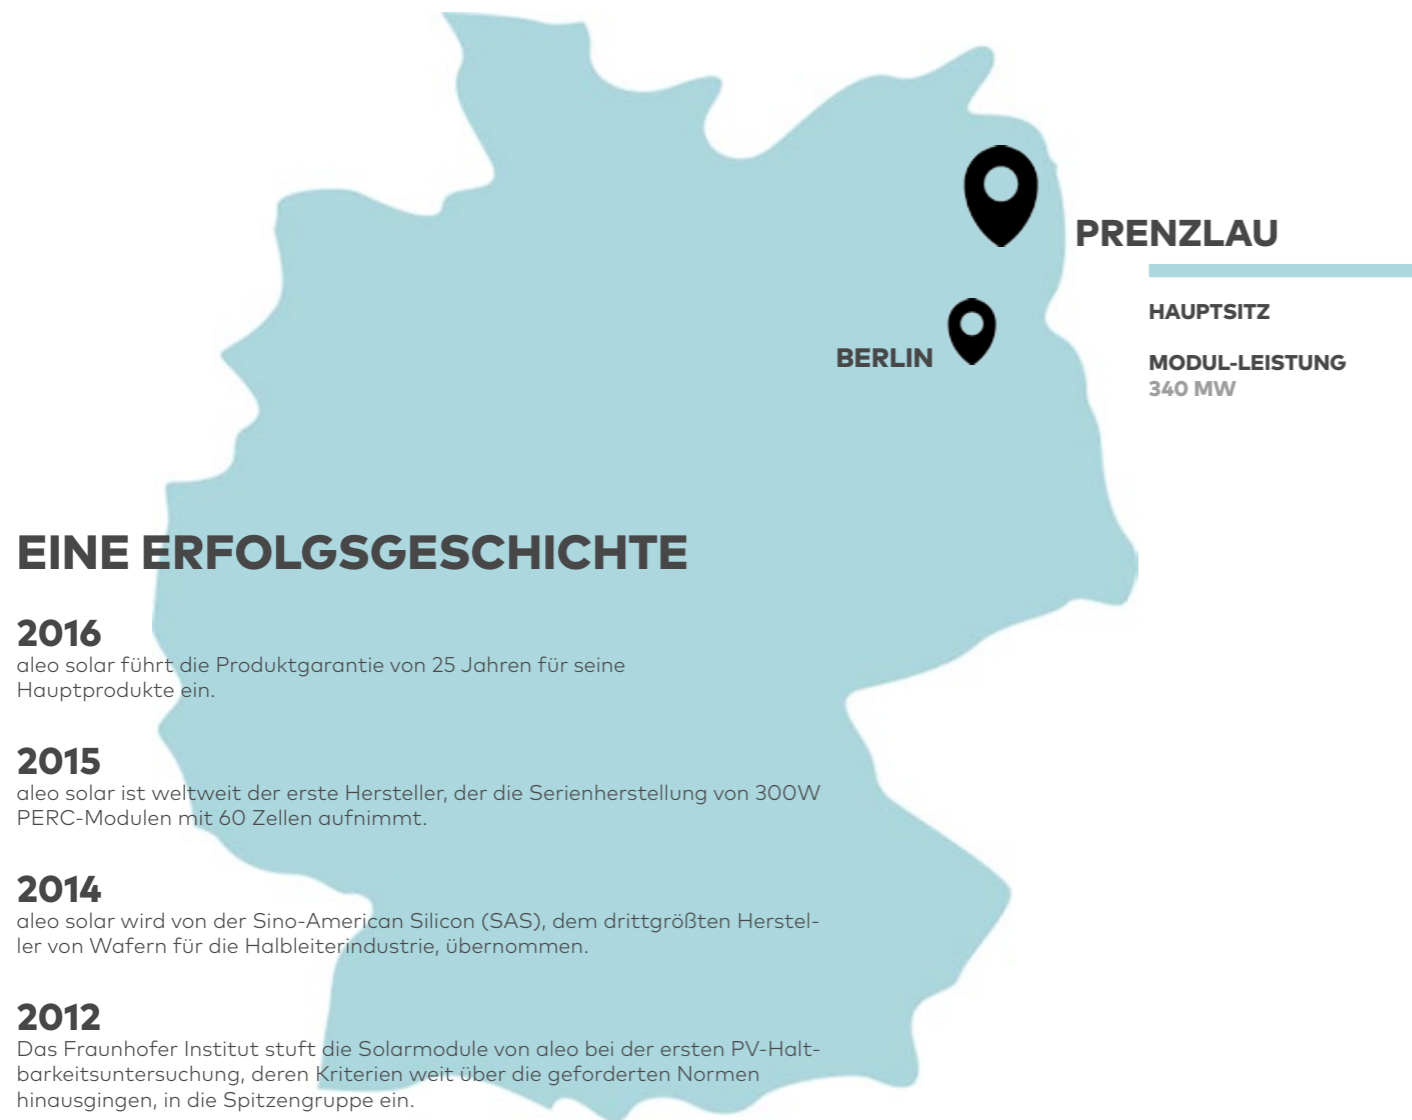 PRENZLAU
HAUPTSITZ
MODUL-LEISTUNG
340 MW
BERLIN
EINE ERFOLGSGESCHICHTE
2016
aleo solar führt die Produktgarantie von 25 Jahren für seine
Hauptprodukte ein.
2015
aleo solar ist weltweit der erste Hersteller, der die Serienherstellung von 300W
PERC-Modulen mit 60 Zellen aufnimmt.
2014
aleo solar wird von der Sino-American Silicon (SAS), dem drittgrößten Herstel-
ler von Wafern für die Halbleiterindustrie, übernommen.
2012
Das Fraunhofer Institut stuft die Solarmodule von aleo bei der ersten PV-Halt-
barkeitsuntersuchung, deren Kriterien weit über die geforderten Normen
hinausgingen, in die Spitzengruppe ein.